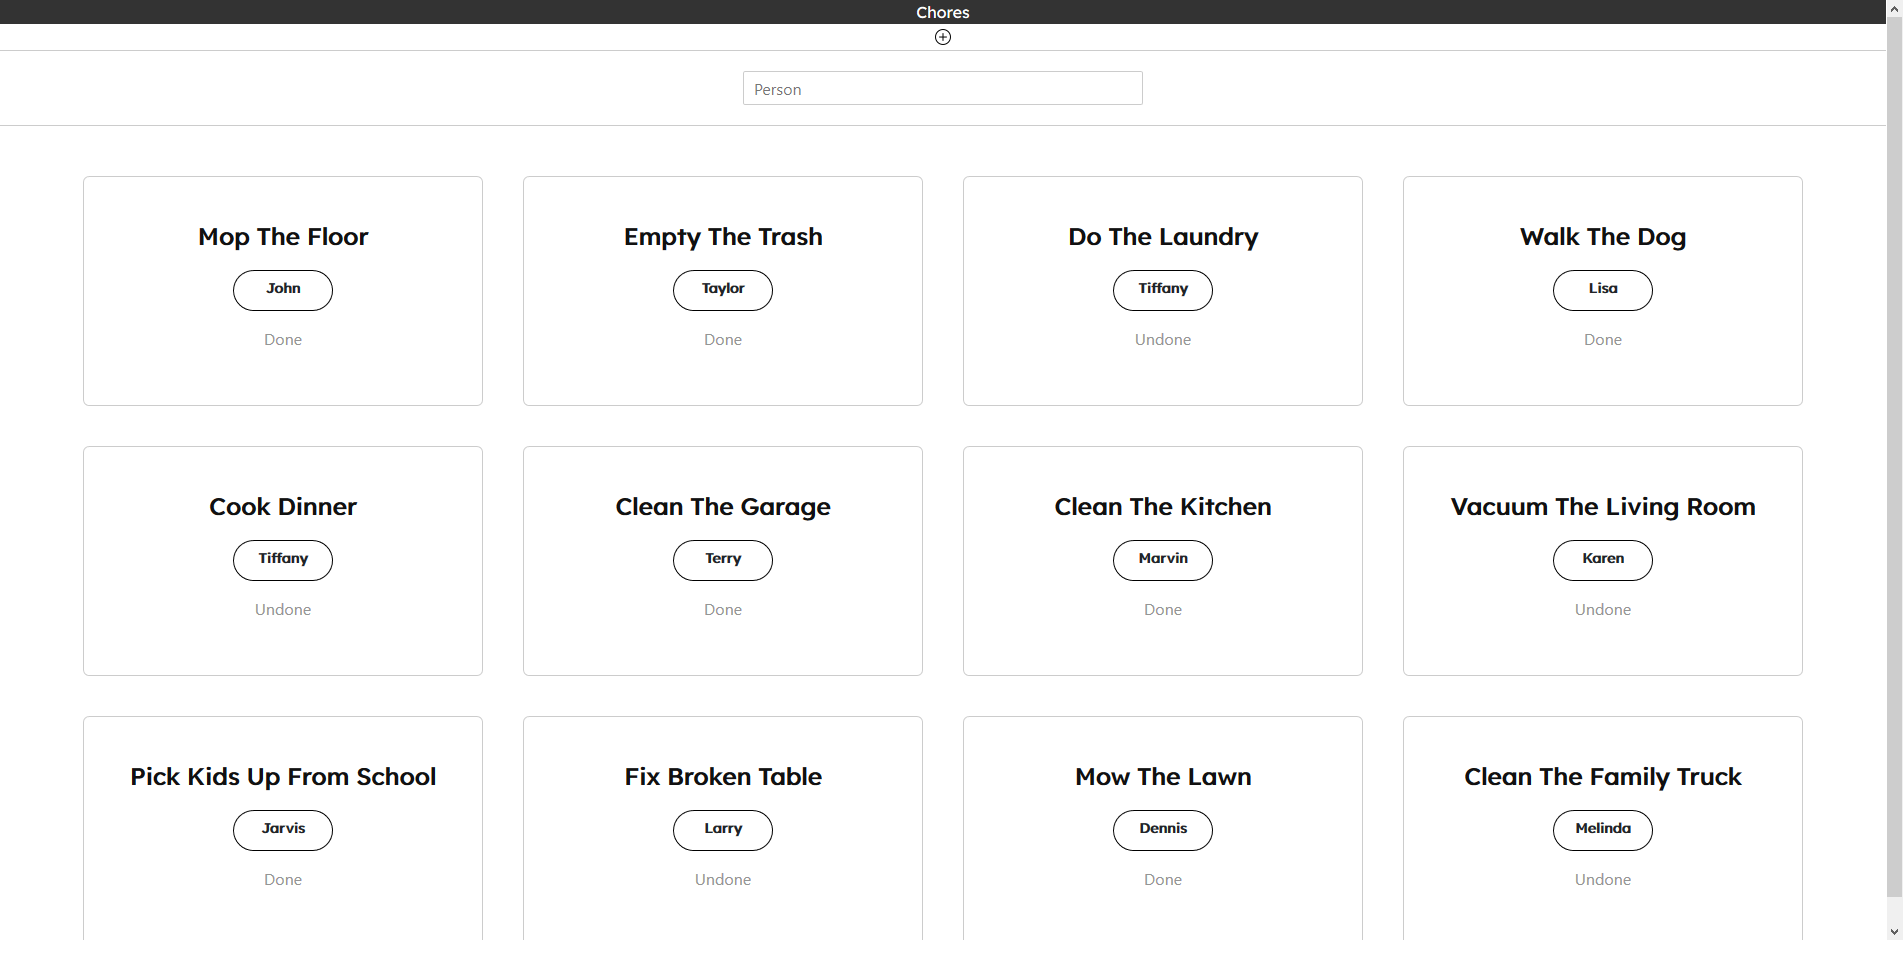 Chores
Person
Mop The Floor
John
Done
Empty The Trash
Taylor
Done
Do The Laundry
Tiffany
Undone
Walk The Dog
Lisa
Done
Cook Dinner
Tiffany
Undone
Clean The Garage
Terry
Done
Clean The Kitchen
Marvin
Done
Vacuum The Living Room
Karen
Undone
Pick Kids Up From School
Jarvis
Done
Fix Broken Table
Larry
Undone
Mow The Lawn
Dennis
Done
Clean The Family Truck
Melinda
Undone